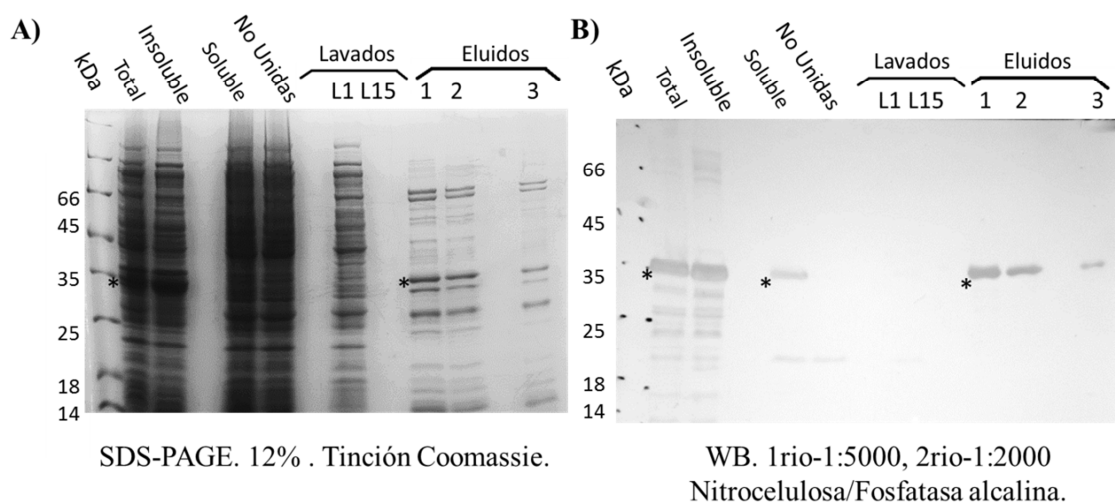 A)
kDa
Total
Insoluble
Soluble
No Unidas
Lavados
L1 L15
Eluidos
1 2 3
66
45
35
*
*
25
18
14
SDS-PAGE. 12% . Tinción Coomassie.
B)
kDa
Total
Insoluble
Soluble
No Unidas
Lavados
L1 L15
Eluidos
1 2 3
66
45
35
*
*
*
25
18
14
WB. 1rio-1:5000, 2rio-1:2000
Nitrocelulosa/Fosfatasa alcalina.